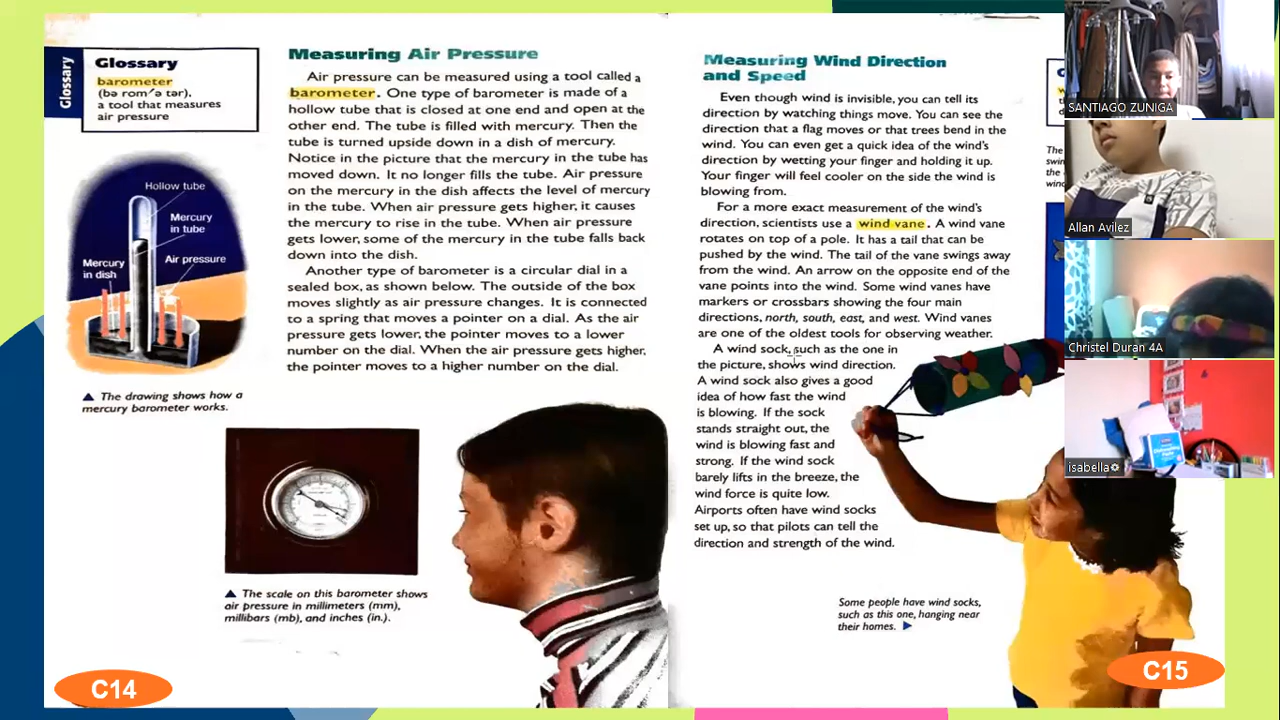 Glossary
Glossary
barometer
(bə rom′ə tər),
a tool that measures
air pressure
Hollow tube
Mercury
in tube
Mercury
in dish
Air pressure
▲ The drawing shows how a
mercury barometer works.
Measuring Air Pressure
Air pressure can be measured using a tool called a
barometer. One type of barometer is made of a
hollow tube that is closed at one end and open at the
other end. The tube is filled with mercury. Then the
tube is turned upside down in a dish of mercury.
Notice in the picture that the mercury in the tube has
moved down. It no longer fills the tube. Air pressure
on the mercury in the dish affects the level of mercury
in the tube. When air pressure gets higher, it causes
the mercury to rise in the tube. When air pressure
gets lower, some of the mercury in the tube falls back
down into the dish.
Another type of barometer is a circular dial in a
sealed box, as shown below. The outside of the box
moves slightly as air pressure changes. It is connected
to a spring that moves a pointer on a dial. As the air
pressure gets lower, the pointer moves to a lower
number on the dial. When the air pressure gets higher,
the pointer moves to a higher number on the dial.
▲ The scale on this barometer shows
air pressure in millimeters (mm),
millibars (mb), and inches (in.).
C14
Measuring Wind Direction
and Speed
Even though wind is invisible, you can tell its
direction by watching things move. You can see the
direction that a flag moves or that trees bend in the
wind. You can even get a quick idea of the wind's
direction by wetting your finger and holding it up.
Your finger will feel cooler on the side the wind is
blowing from.
For a more exact measurement of the wind's
direction, scientists use a wind vane. A wind vane
rotates on top of a pole. It has a tail that can be
pushed by the wind. The tail of the vane swings away
from the wind. An arrow on the opposite end of the
vane points into the wind. Some wind vanes have
markers or crossbars showing the four main
directions, north, south, east, and west. Wind vanes
are one of the oldest tools for observing weather.
A wind sock, such as the one in
the picture, shows wind direction.
A wind sock also gives a good
idea of how fast the wind
is blowing. If the sock
stands straight out, the
wind is blowing fast and
strong. If the wind sock
barely lifts in the breeze, the
wind force is quite low.
Airports often have wind socks
set up, so that pilots can tell the
direction and strength of the wind.
Some people have wind socks,
such as this one, hanging near
their homes. ▶
C15
SANTIAGO ZUNIGA
Allan Avilez
Christel Duran 4A
isabella